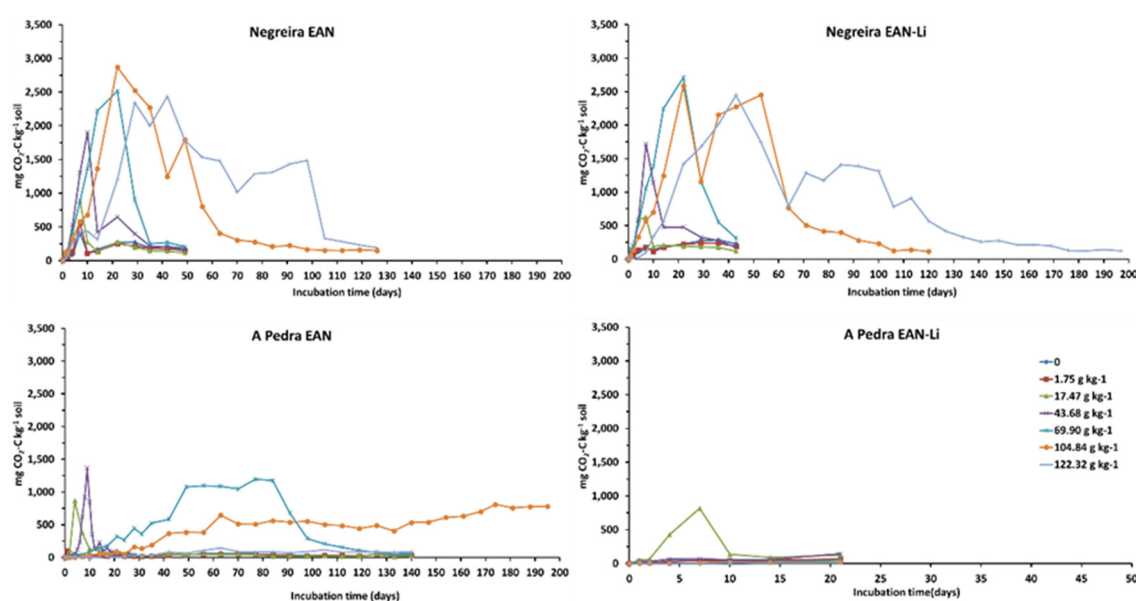 Negreira EAN
mg CO₂-C kg⁻¹ soil
3,500
3,000
2,500
2,000
1,500
1,000
500
0
0 10 20 30 40 50 60 70 80 90 100 110 120 130 140 150 160 170 180 190 200
Incubation time (days)
Negreira EAN-Li
mg CO₂-C kg⁻¹ soil
3,500
3,000
2,500
2,000
1,500
1,000
500
0
0 10 20 30 40 50 60 70 80 90 100 110 120 130 140 150 160 170 180 190 200
Incubation time (days)
A Pedra EAN
mg CO₂-C kg⁻¹ soil
3,500
3,000
2,500
2,000
1,500
1,000
500
0
0 10 20 30 40 50 60 70 80 90 100 110 120 130 140 150 160 170 180 190 200
Incubation time (days)
A Pedra EAN-Li
mg CO₂-C kg⁻¹ soil
3,500
3,000
2,500
2,000
1,500
1,000
500
0
0 5 10 15 20 25 30 35 40 45 50
Incubation time(days)
0
1.75 g kg-1
17.47 g kg-1
43.68 g kg-1
69.90 g kg-1
104.84 g kg-1
122.32 g kg-1